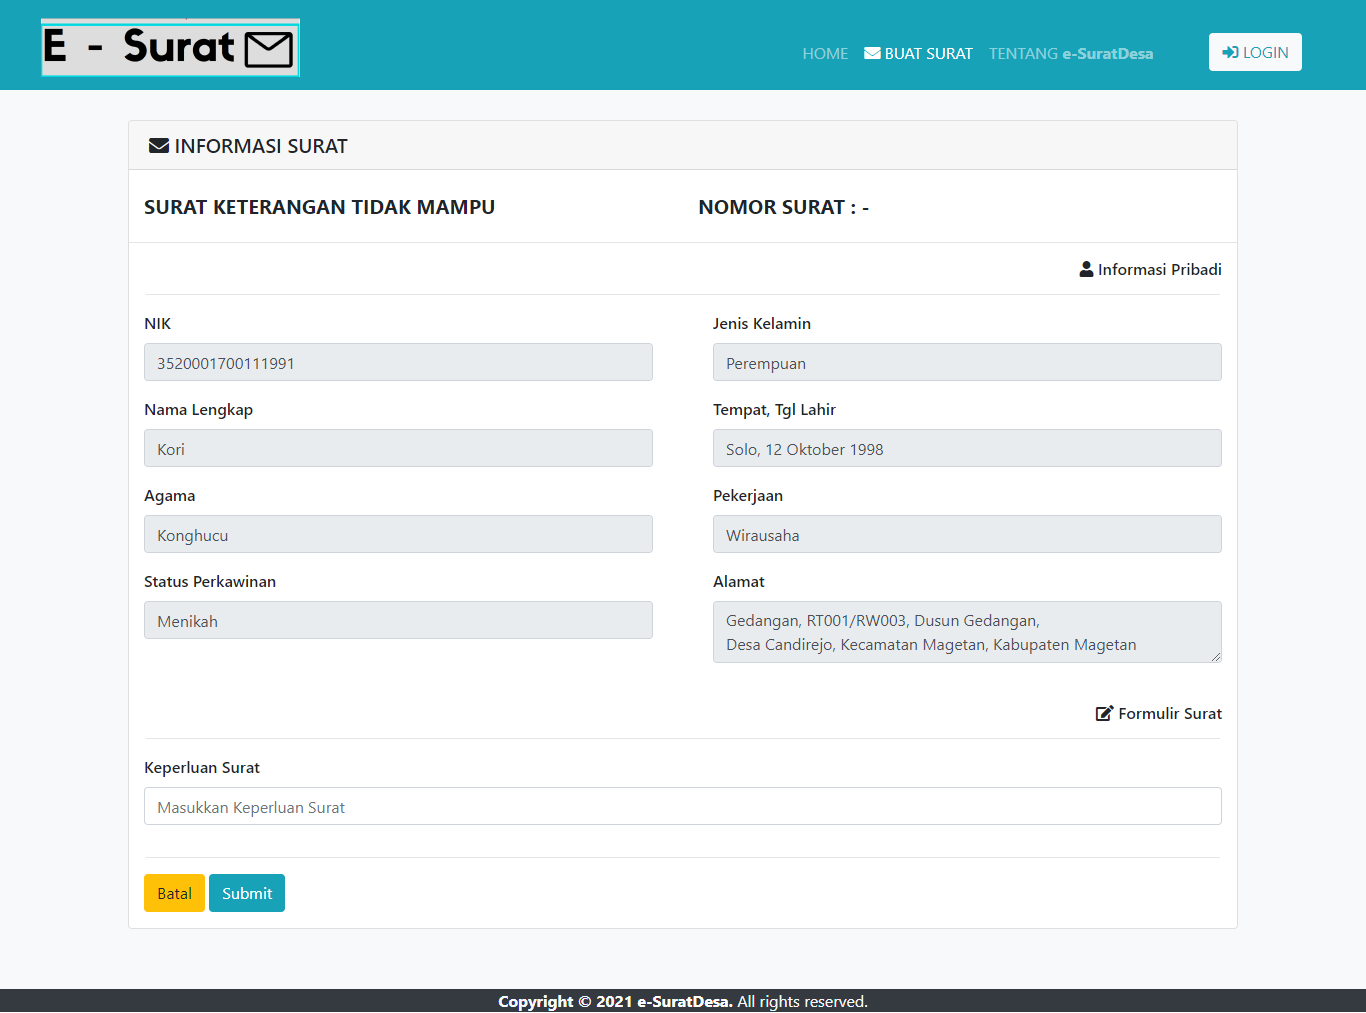 E - Surat
HOME
BUAT SURAT
TENTANG e-SuratDesa
LOGIN
INFORMASI SURAT
SURAT KETERANGAN TIDAK MAMPU
NOMOR SURAT : -
Informasi Pribadi
NIK
3520001700111991
Jenis Kelamin
Perempuan
Nama Lengkap
Kori
Tempat, Tgl Lahir
Solo, 12 Oktober 1998
Agama
Konghucu
Pekerjaan
Wirausaha
Status Perkawinan
Menikah
Alamat
Gedangan, RT001/RW003, Dusun Gedangan,
Desa Candirejo, Kecamatan Magetan, Kabupaten Magetan
Formulir Surat
Keperluan Surat
Masukkan Keperluan Surat
Batal
Submit
Copyright © 2021 e-SuratDesa. All rights reserved.